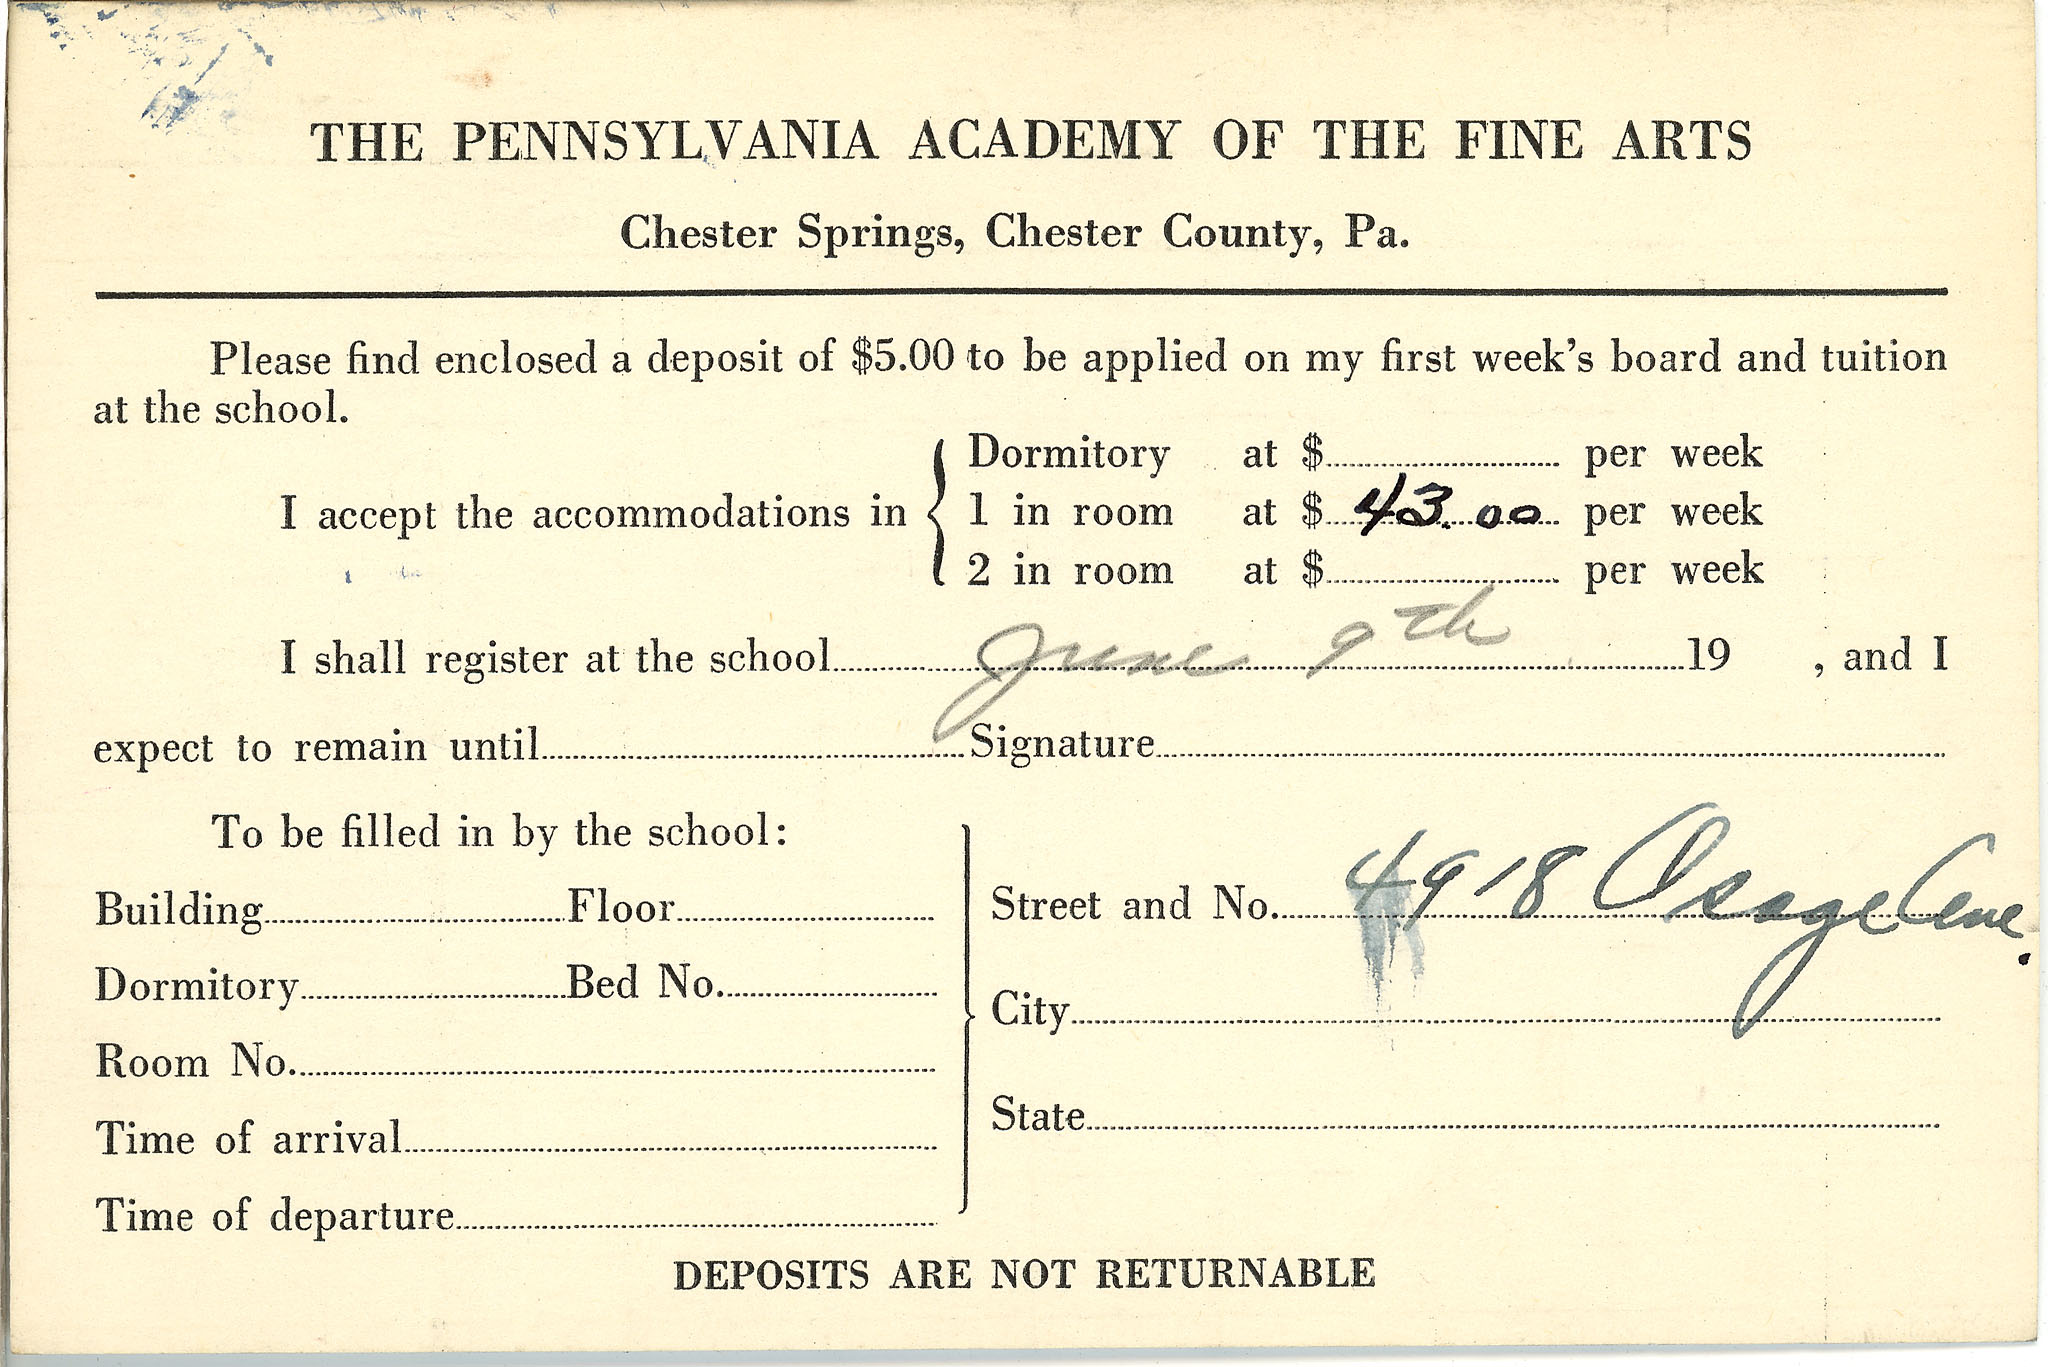 THE PENNSYLVANIA ACADEMY OF THE FINE ARTS
Chester Springs, Chester County, Pa.
Please find enclosed a deposit of $5.00 to be applied on my first week's board and tuition
at the school.
Dormitory at $ per week
I accept the accommodations in 1 in room at $ 43.00 per week
2 in room at $ per week
I shall register at the school June 9th 19 , and I
expect to remain until Signature
To be filled in by the school:
Building Floor
Street and No. 4918 Osage Ave.
Dormitory Bed No.
City
Room No.
State
Time of arrival
Time of departure
DEPOSITS ARE NOT RETURNABLE